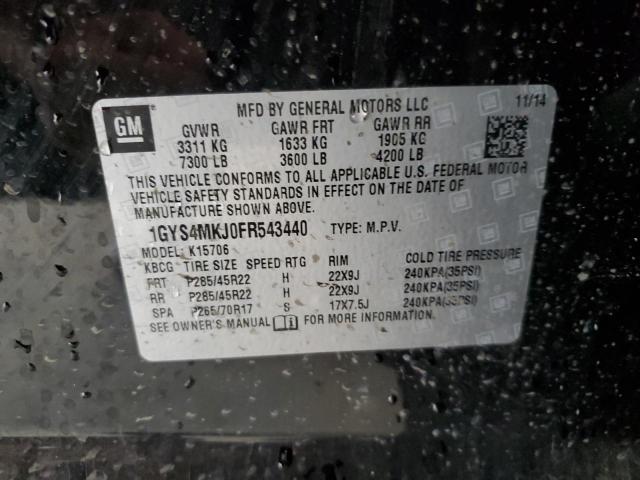 GM
MFD BY GENERAL MOTORS LLC 11/14
GVWR GAWR FRT GAWR RR
3311 KG 1633 KG 1905 KG
7300 LB 3600 LB 4200 LB
THIS VEHICLE CONFORMS TO ALL APPLICABLE U.S. FEDERAL MOTOR
VEHICLE SAFETY STANDARDS IN EFFECT ON THE DATE OF
MANUFACTURE SHOWN ABOVE.
1GYS4MKJ0FR543440 TYPE: M.P.V.
MODEL: K15706
KBCG TIRE SIZE SPEED RTG RIM COLD TIRE PRESSURE
FRT P285/45R22 H 22X9J 240KPA(35PSI)
RR P285/45R22 H 22X9J 240KPA(35PSI)
SPA P265/70R17 S 17X7.5J 240KPA(35PSI)
SEE OWNER'S MANUAL FOR MORE INFORMATION.